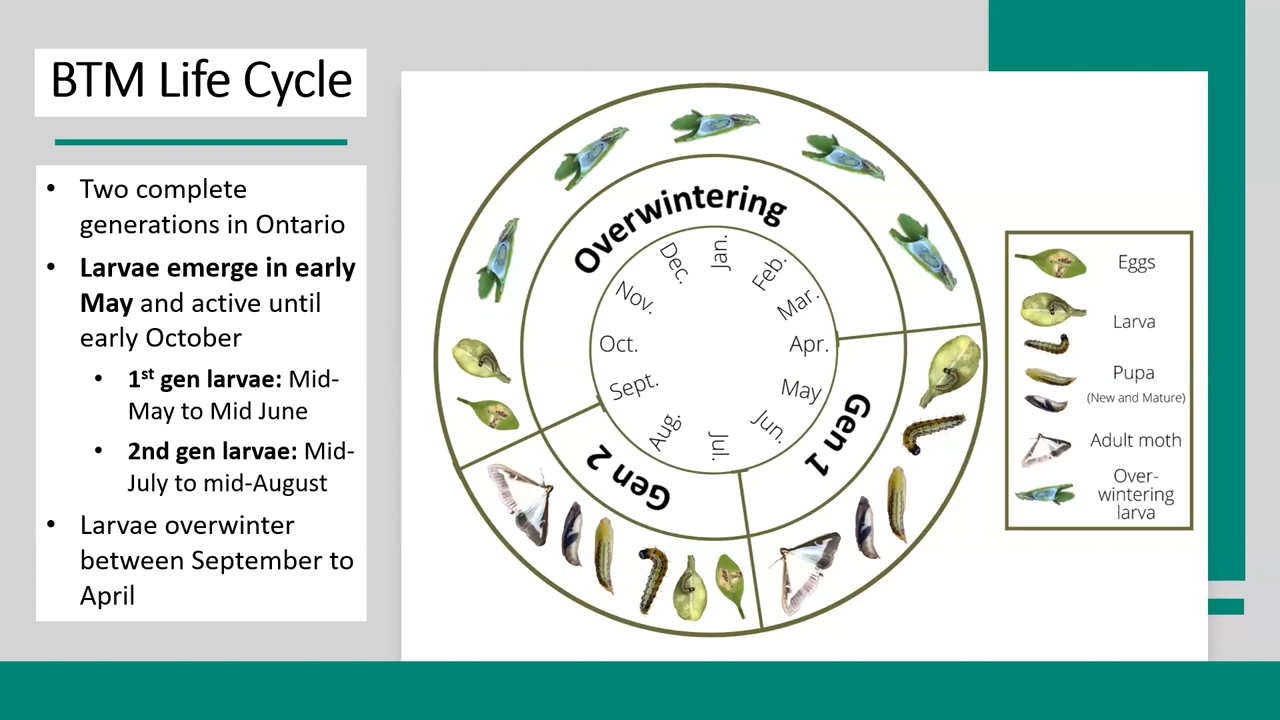 BTM Life Cycle
• Two complete
generations in Ontario
• Larvae emerge in early
May and active until
early October
• 1st gen larvae: Mid-
May to Mid June
• 2nd gen larvae: Mid-
July to mid-August
• Larvae overwinter
between September to
April
Overwintering
Jan.
Feb.
Mar.
Apr.
May
Jun.
Jul.
Aug.
Sept.
Oct.
Nov.
Dec.
Gen 1
Gen 2
Eggs
Larva
Pupa
(New and Mature)
Adult moth
Over-
wintering
larva